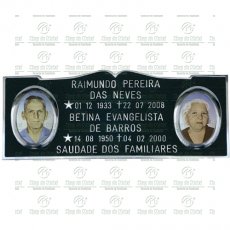 RAIMUNDO PEREIRA
DAS NEVES
★01 12 1933 ✝22 07 2008
BETINA EVANGELISTA
DE BARROS
★14 08 1950 ✝04 02 2000
SAUDADE DOS FAMILIARES